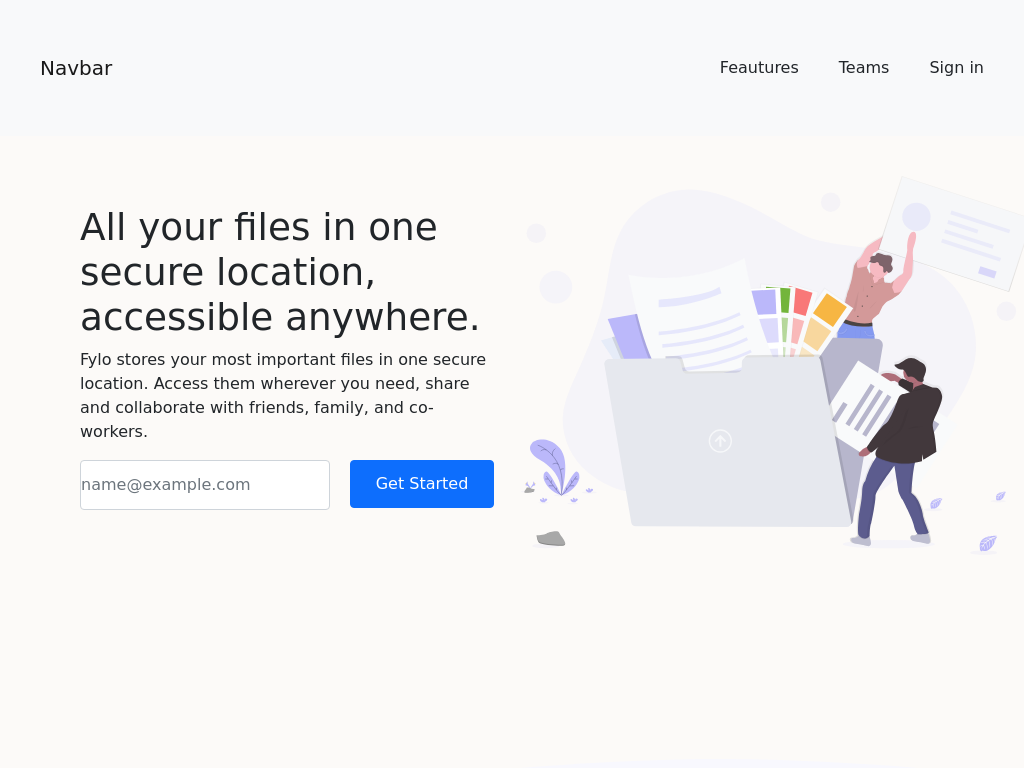 Navbar
Feautures
Teams
Sign in
All your files in one
secure location,
accessible anywhere.
Fylo stores your most important files in one secure
location. Access them wherever you need, share
and collaborate with friends, family, and co-
workers.
name@example.com
Get Started